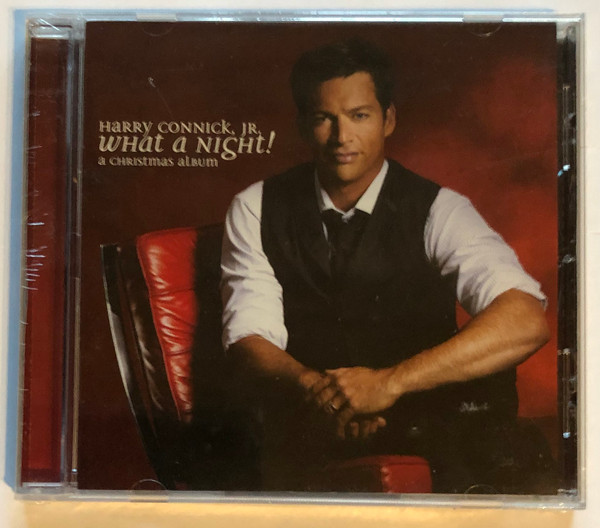 Harry Connick, Jr.
What a Night!
a Christmas album